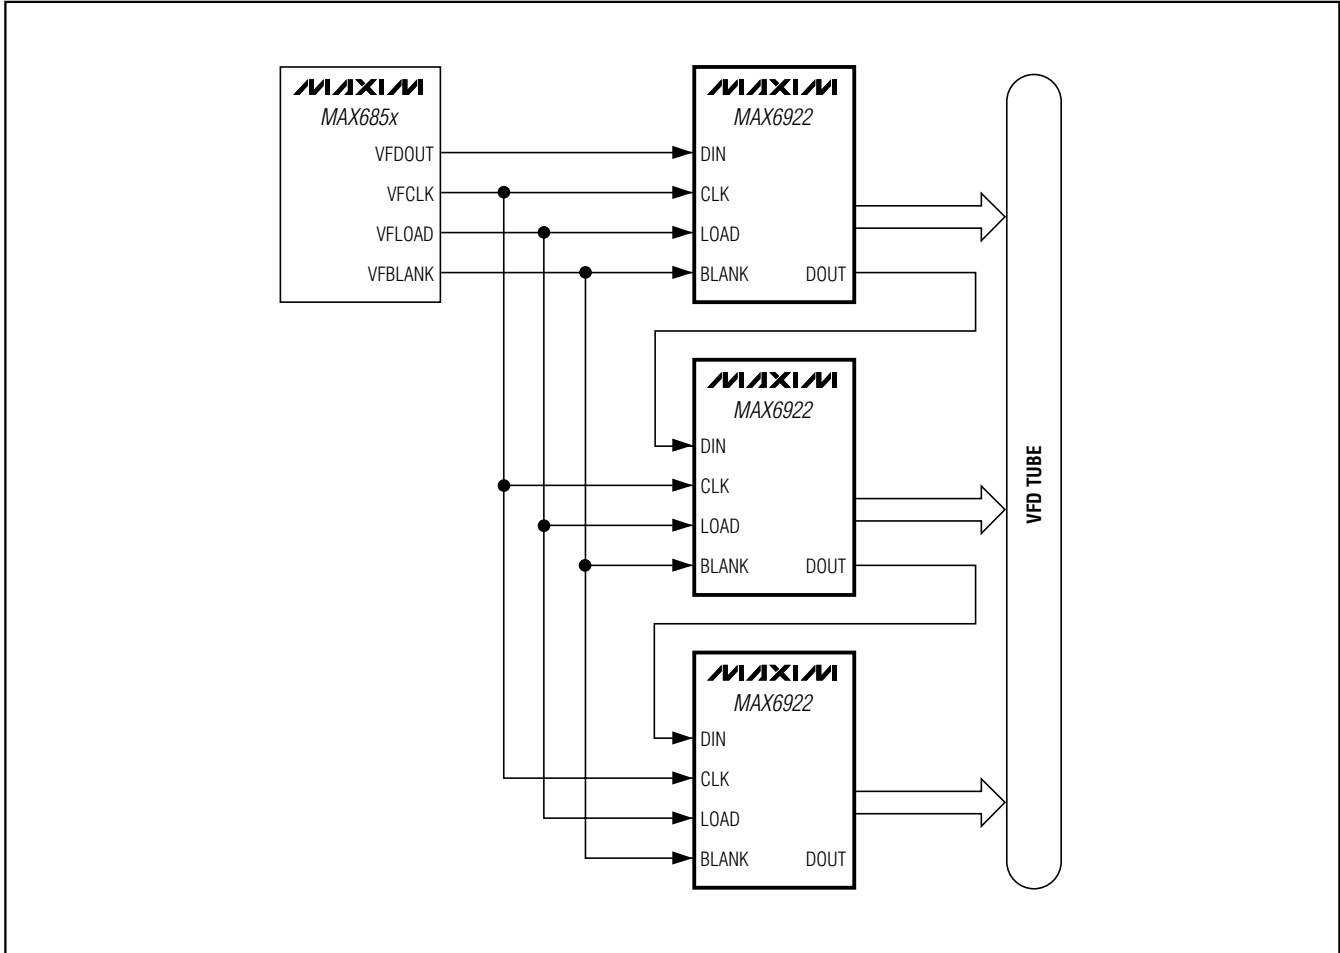 MAXIM
MAX685x
VFDOUT
VFCLK
VFLOAD
VFBLANK
MAXIM
MAX6922
DIN
CLK
LOAD
BLANK DOUT
MAXIM
MAX6922
DIN
CLK
LOAD
BLANK DOUT
MAXIM
MAX6922
DIN
CLK
LOAD
BLANK DOUT
VFD TUBE